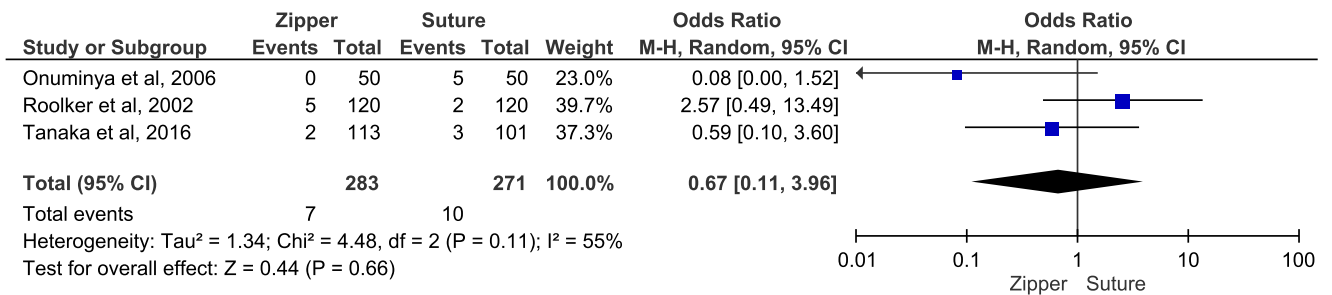 Zipper Suture Odds Ratio Odds Ratio
Study or Subgroup Events Total Events Total Weight M-H, Random, 95% CI M-H, Random, 95% CI
Onuminya et al, 2006 0 50 5 50 23.0% 0.08 [0.00, 1.52]
Roolker et al, 2002 5 120 2 120 39.7% 2.57 [0.49, 13.49]
Tanaka et al, 2016 2 113 3 101 37.3% 0.59 [0.10, 3.60]
Total (95% CI) 283 271 100.0% 0.67 [0.11, 3.96]
Total events 7 10
Heterogeneity: Tau² = 1.34; Chi² = 4.48, df = 2 (P = 0.11); I² = 55%
Test for overall effect: Z = 0.44 (P = 0.66)
0.01 0.1 1 10 100
Zipper Suture